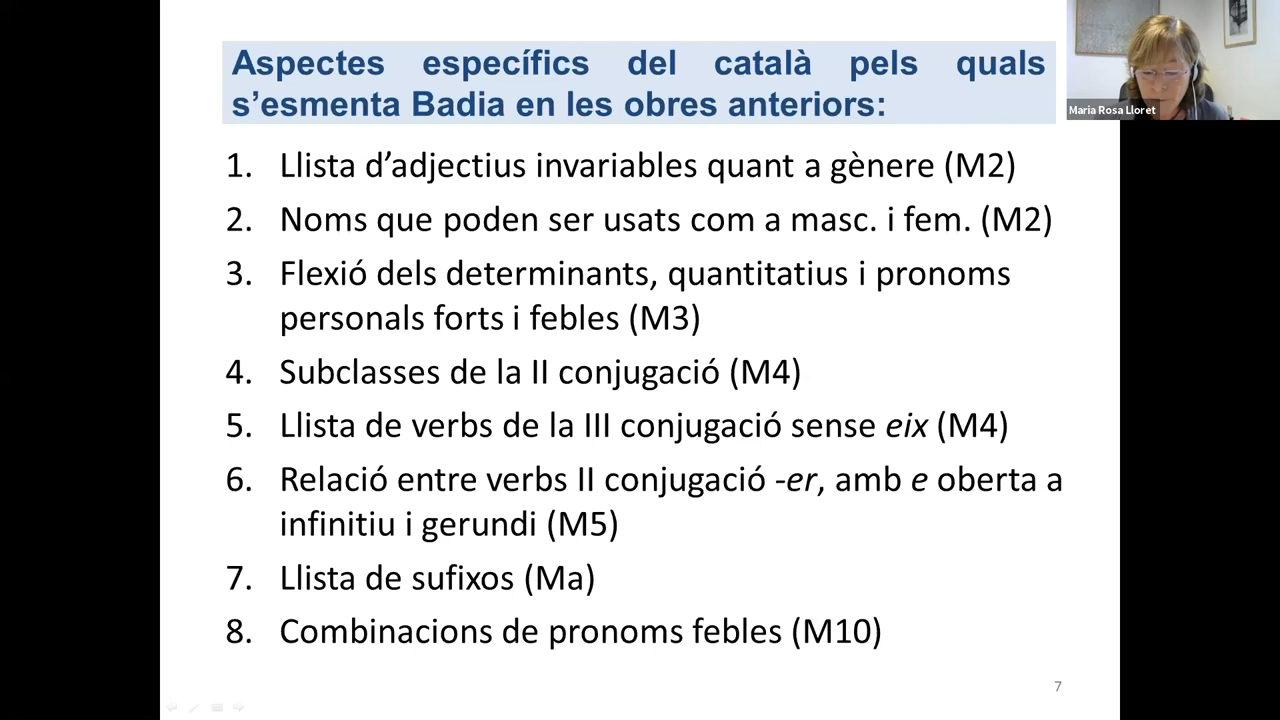 Aspectes específics del català pels quals
s’esmenta Badia en les obres anteriors:
Maria Rosa Lloret
1. Llista d’adjectius invariables quant a gènere (M2)
2. Noms que poden ser usats com a masc. i fem. (M2)
3. Flexió dels determinants, quantitatius i pronoms
personals forts i febles (M3)
4. Subclasses de la II conjugació (M4)
5. Llista de verbs de la III conjugació sense eix (M4)
6. Relació entre verbs II conjugació -er, amb e oberta a
infinitiu i gerundi (M5)
7. Llista de sufixos (Ma)
8. Combinacions de pronoms febles (M10)
7